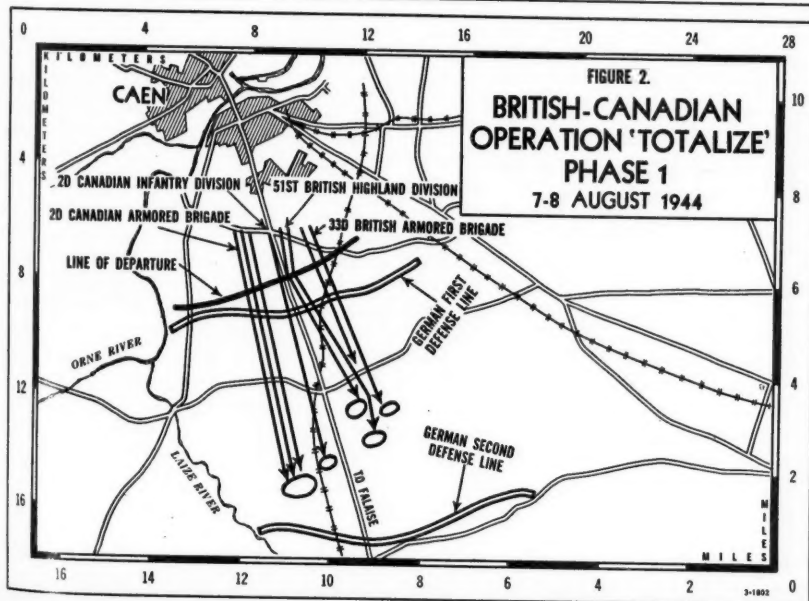 0 4 8 12 16 20 24 28
KILOMETERS
KILOMETERS
FIGURE 2.
BRITISH-CANADIAN
OPERATION 'TOTALIZE'
PHASE 1
7-8 AUGUST 1944
CAEN
10
4
2D CANADIAN INFANTRY DIVISION
51ST BRITISH HIGHLAND DIVISION
2D CANADIAN ARMORED BRIGADE
33D BRITISH ARMORED BRIGADE
8
8
LINE OF DEPARTURE
8
6
GERMAN FIRST
DEFENSE LINE
ORNE RIVER
12
4
GERMAN SECOND
DEFENSE LINE
LAIZE RIVER
TO FALAISE
16
2
MILES
MILES
16 14 12 10 8 6 4 2 0
3-1802